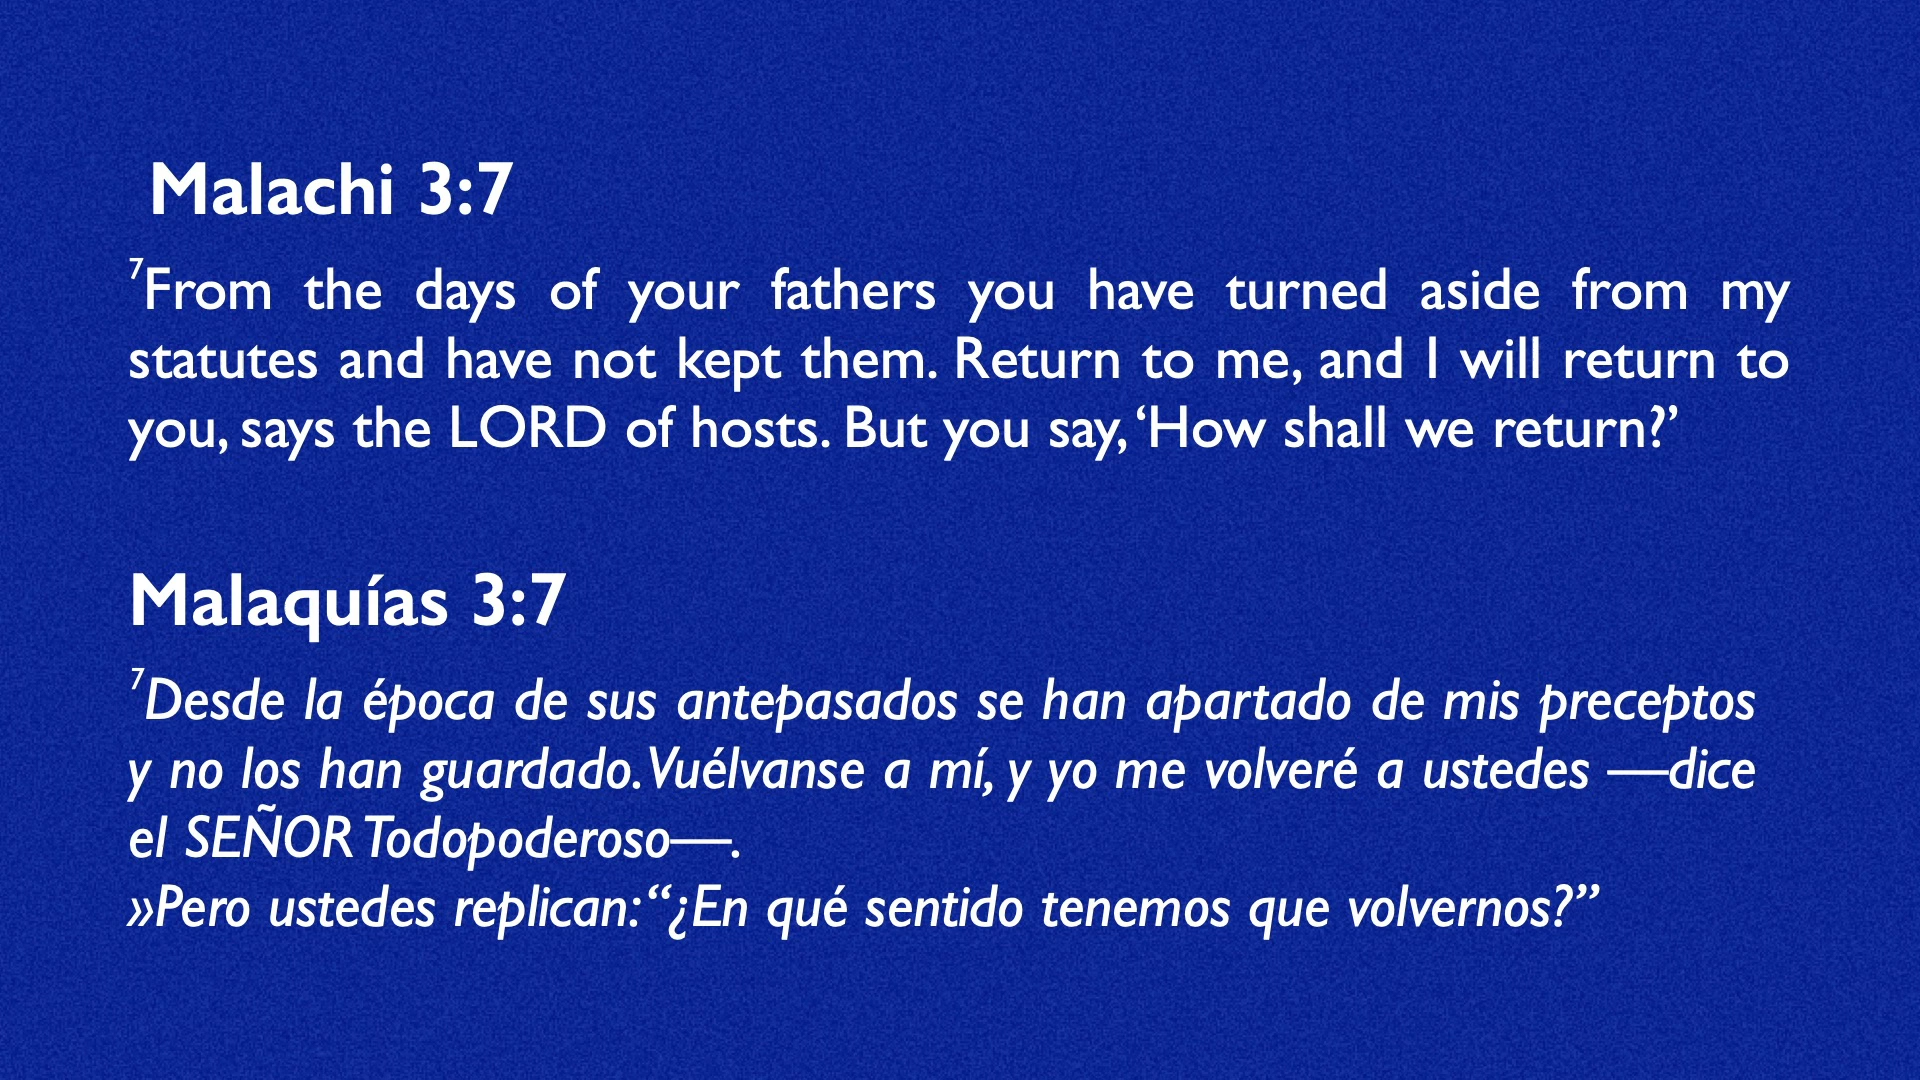 Malachi 3:7
⁷From the days of your fathers you have turned aside from my
statutes and have not kept them. Return to me, and I will return to
you, says the LORD of hosts. But you say, ‘How shall we return?’
Malaquías 3:7
⁷Desde la época de sus antepasados se han apartado de mis preceptos
y no los han guardado. Vuélvanse a mí, y yo me volveré a ustedes —dice
el SEÑOR Todopoderoso—.
»Pero ustedes replican: “¿En qué sentido tenemos que volvernos?”